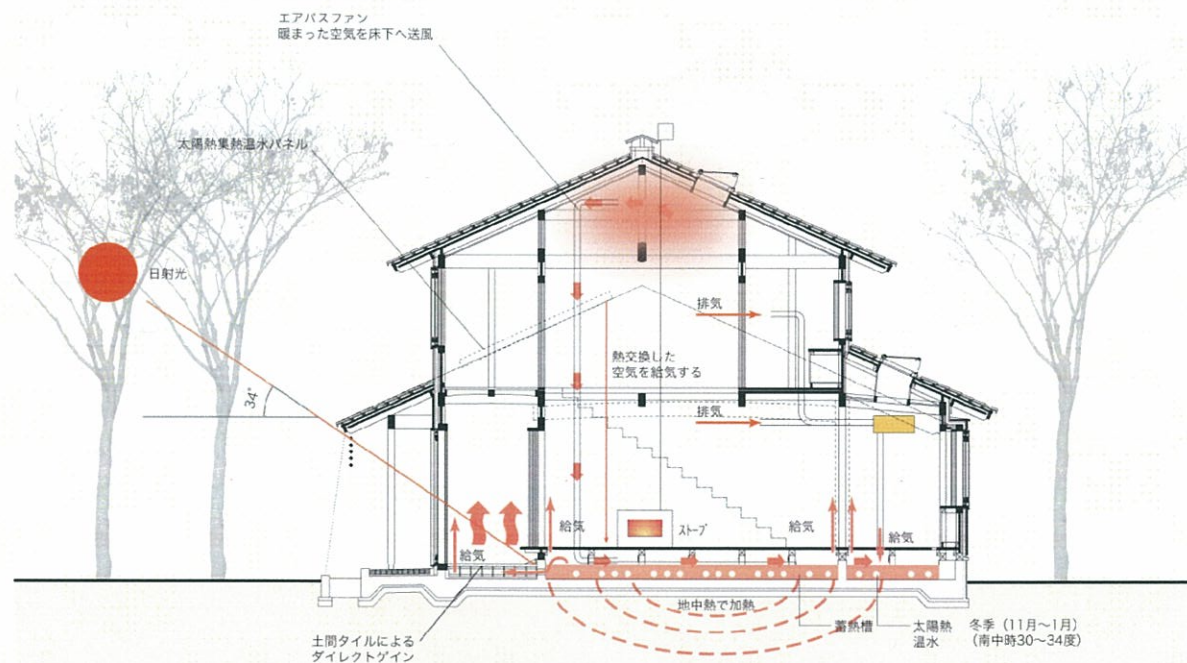 エアパスファン
暖まった空気を床下へ送風
太陽熱集熱温水パネル
日射光
34°
排気
熱交換した
空気を給気する
排気
給気
ストーブ
給気
給気
給気
地中熱で加熱
蓄熱槽
太陽熱
温水
冬季（11月～1月）
（南中時30～34度）
土間タイルによる
ダイレクトゲイン